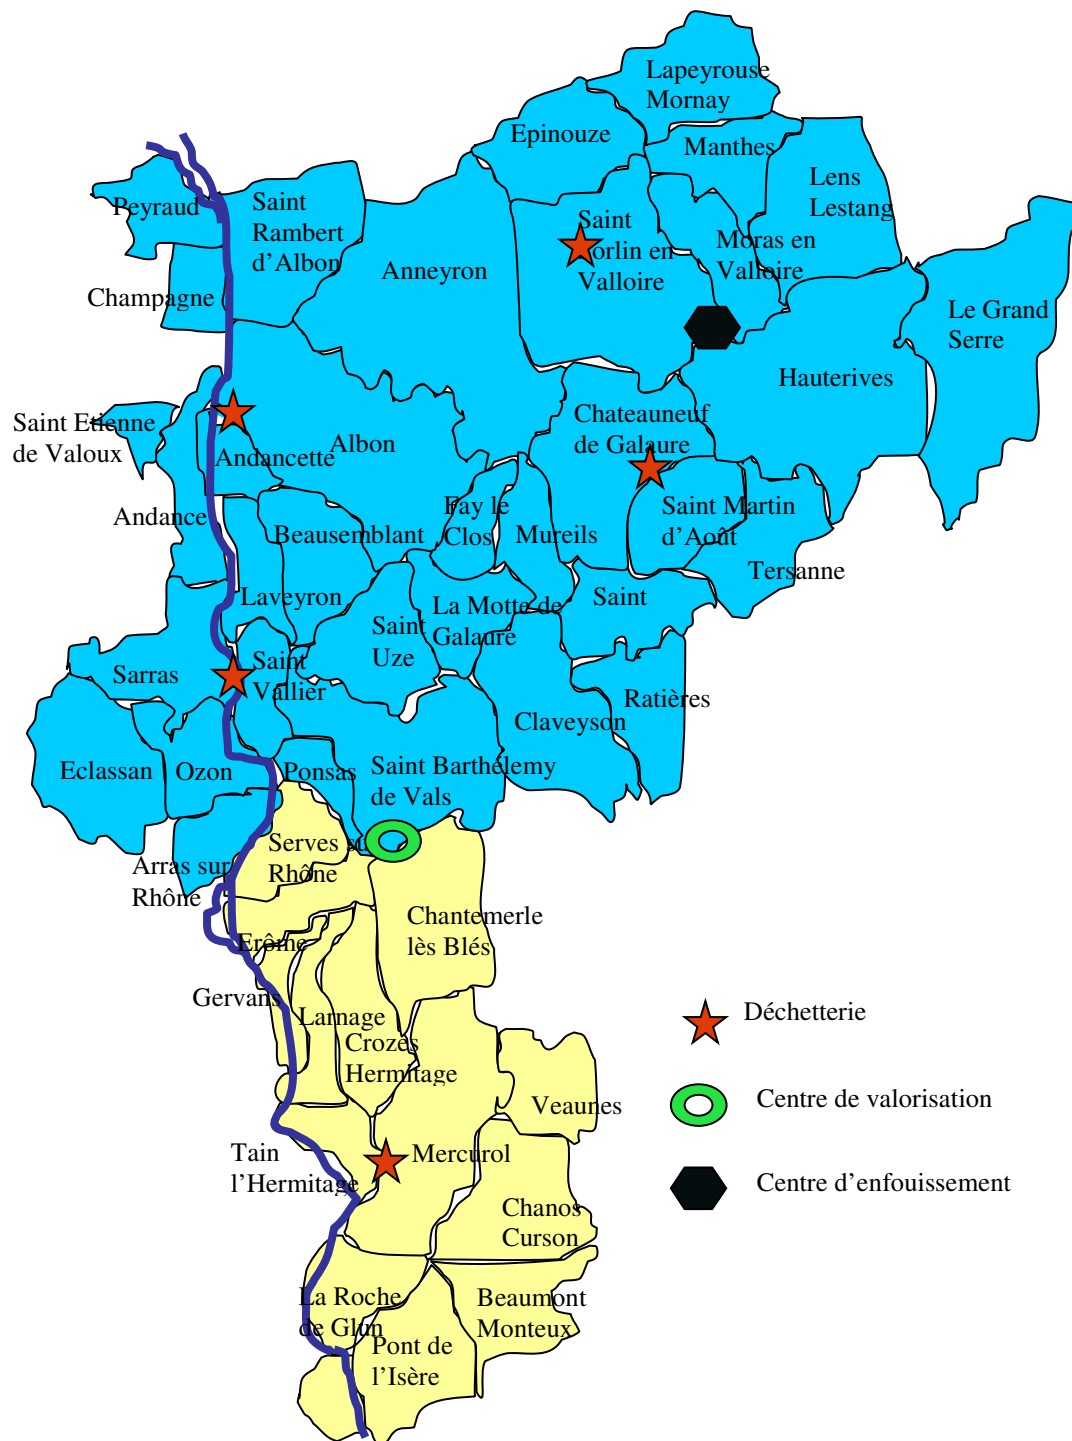 Lapeyrouse
Mornay
Epinouze
Manthes
Lens
Lestang
Peyraud
Saint
Rambert
d'Albon
Saint
orlin en
Valloire
Moras en
Valloire
Anneyron
Champagne
Le Grand
Serre
Hauterives
Saint Etienne
de Valoux
Chateauneuf
de Galaure
Albon
Andancette
Andance
Beausemblant
Fay le
Clos
Mureils
Saint Martin
d'Août
Tersanne
Laveyron
La Motte de
Galaure
Saint
Saint
Uze
Sarras
Saint
Vallier
Ratières
Claveyson
Eclassan
Ozon
Ponsas
Saint Barthélemy
de Vals
Arras sur
Rhône
Serves su
Rhône
Chantemerle
lès Blés
Erôme
Gervans
Larnage
Crozes
Hermitage
Déchetterie
Centre de valorisation
Veaunes
Tain
l'Hermitage
Mercurol
Centre d'enfouissement
Chanos
Curson
La Roche
de Glun
Beaumont
Monteux
Pont de
l'Isère